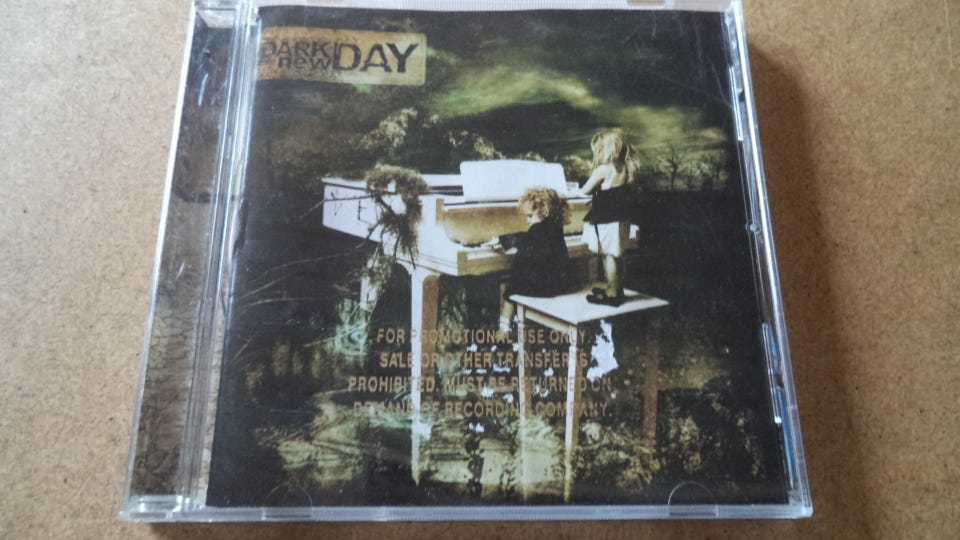 DARK
new DAY
FOR PROMOTIONAL USE ONLY.
SALE OR OTHER TRANSFER IS
PROHIBITED. MUST BE RETURNED ON
DEMAND OF RECORDING COMPANY.